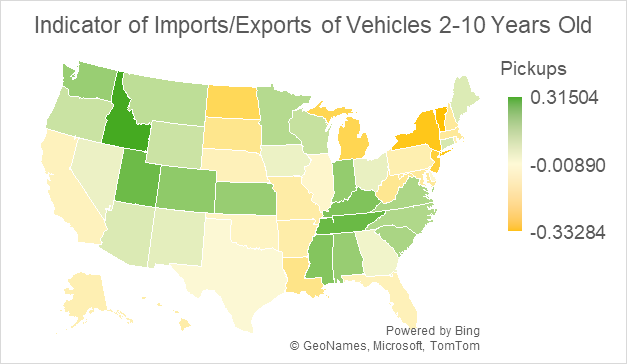 Indicator of Imports/Exports of Vehicles 2-10 Years Old
Pickups
0.31504
-0.00890
-0.33284
Powered by Bing
© GeoNames, Microsoft, TomTom